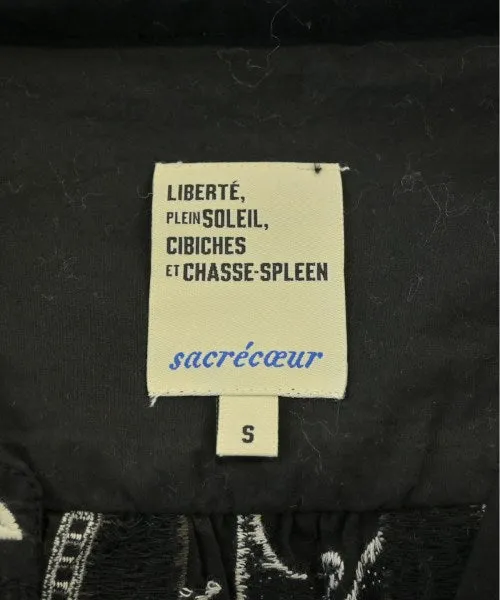 LIBERTÉ,
PLEIN SOLEIL,
CIBICHES
ET CHASSE-SPLEEN
sacrécœur
S